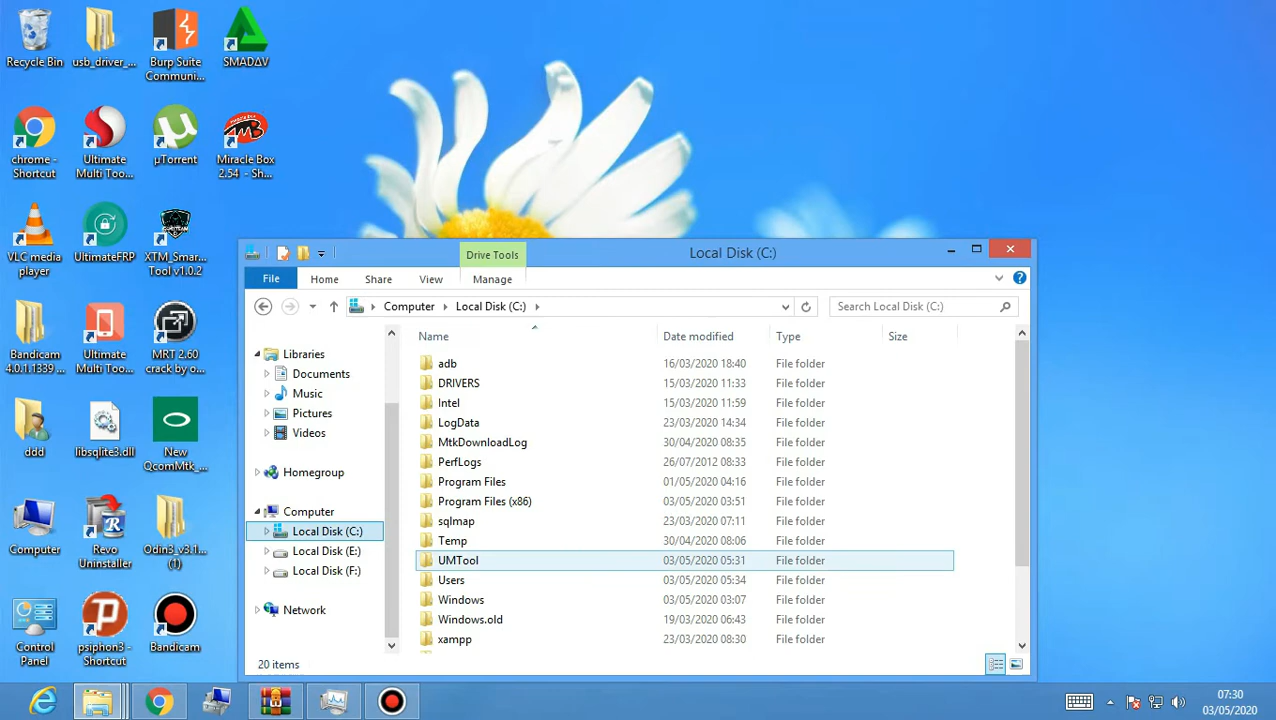 Recycle Bin
usb_driver_...
Burp Suite
Communi...
SMADΔV
chrome -
Shortcut
Ultimate
Multi Too...
µTorrent
Miracle Box
2.54 - Sh...
VLC media
player
UltimateFRP
XTM_Smar...
Tool v1.0.2
Bandicam
4.0.1.1339 ...
Ultimate
Multi Too...
MRT 2.60
crack by o...
ddd
libsqlite3.dll
New
QcomMtk_...
Computer
Revo
Uninstaller
Odin3_v3.1...
(1)
Control
Panel
psiphon3 -
Shortcut
Bandicam
Drive Tools
Local Disk (C:)
File
Home
Share
View
Manage
Computer
Local Disk (C:)
Search Local Disk (C:)
Libraries
Documents
Music
Pictures
Videos
Homegroup
Computer
Local Disk (C:)
Local Disk (E:)
Local Disk (F:)
Network
Name Date modified Type Size
adb 16/03/2020 18:40 File folder
DRIVERS 15/03/2020 11:33 File folder
Intel 15/03/2020 11:59 File folder
LogData 23/03/2020 14:34 File folder
MtkDownloadLog 30/04/2020 08:35 File folder
PerfLogs 26/07/2012 08:33 File folder
Program Files 01/05/2020 04:16 File folder
Program Files (x86) 03/05/2020 03:51 File folder
sqlmap 23/03/2020 07:11 File folder
Temp 30/04/2020 08:06 File folder
UMTool 03/05/2020 05:31 File folder
Users 03/05/2020 05:34 File folder
Windows 03/05/2020 03:07 File folder
Windows.old 19/03/2020 06:43 File folder
xampp 23/03/2020 08:30 File folder
20 items
07:30
03/05/2020